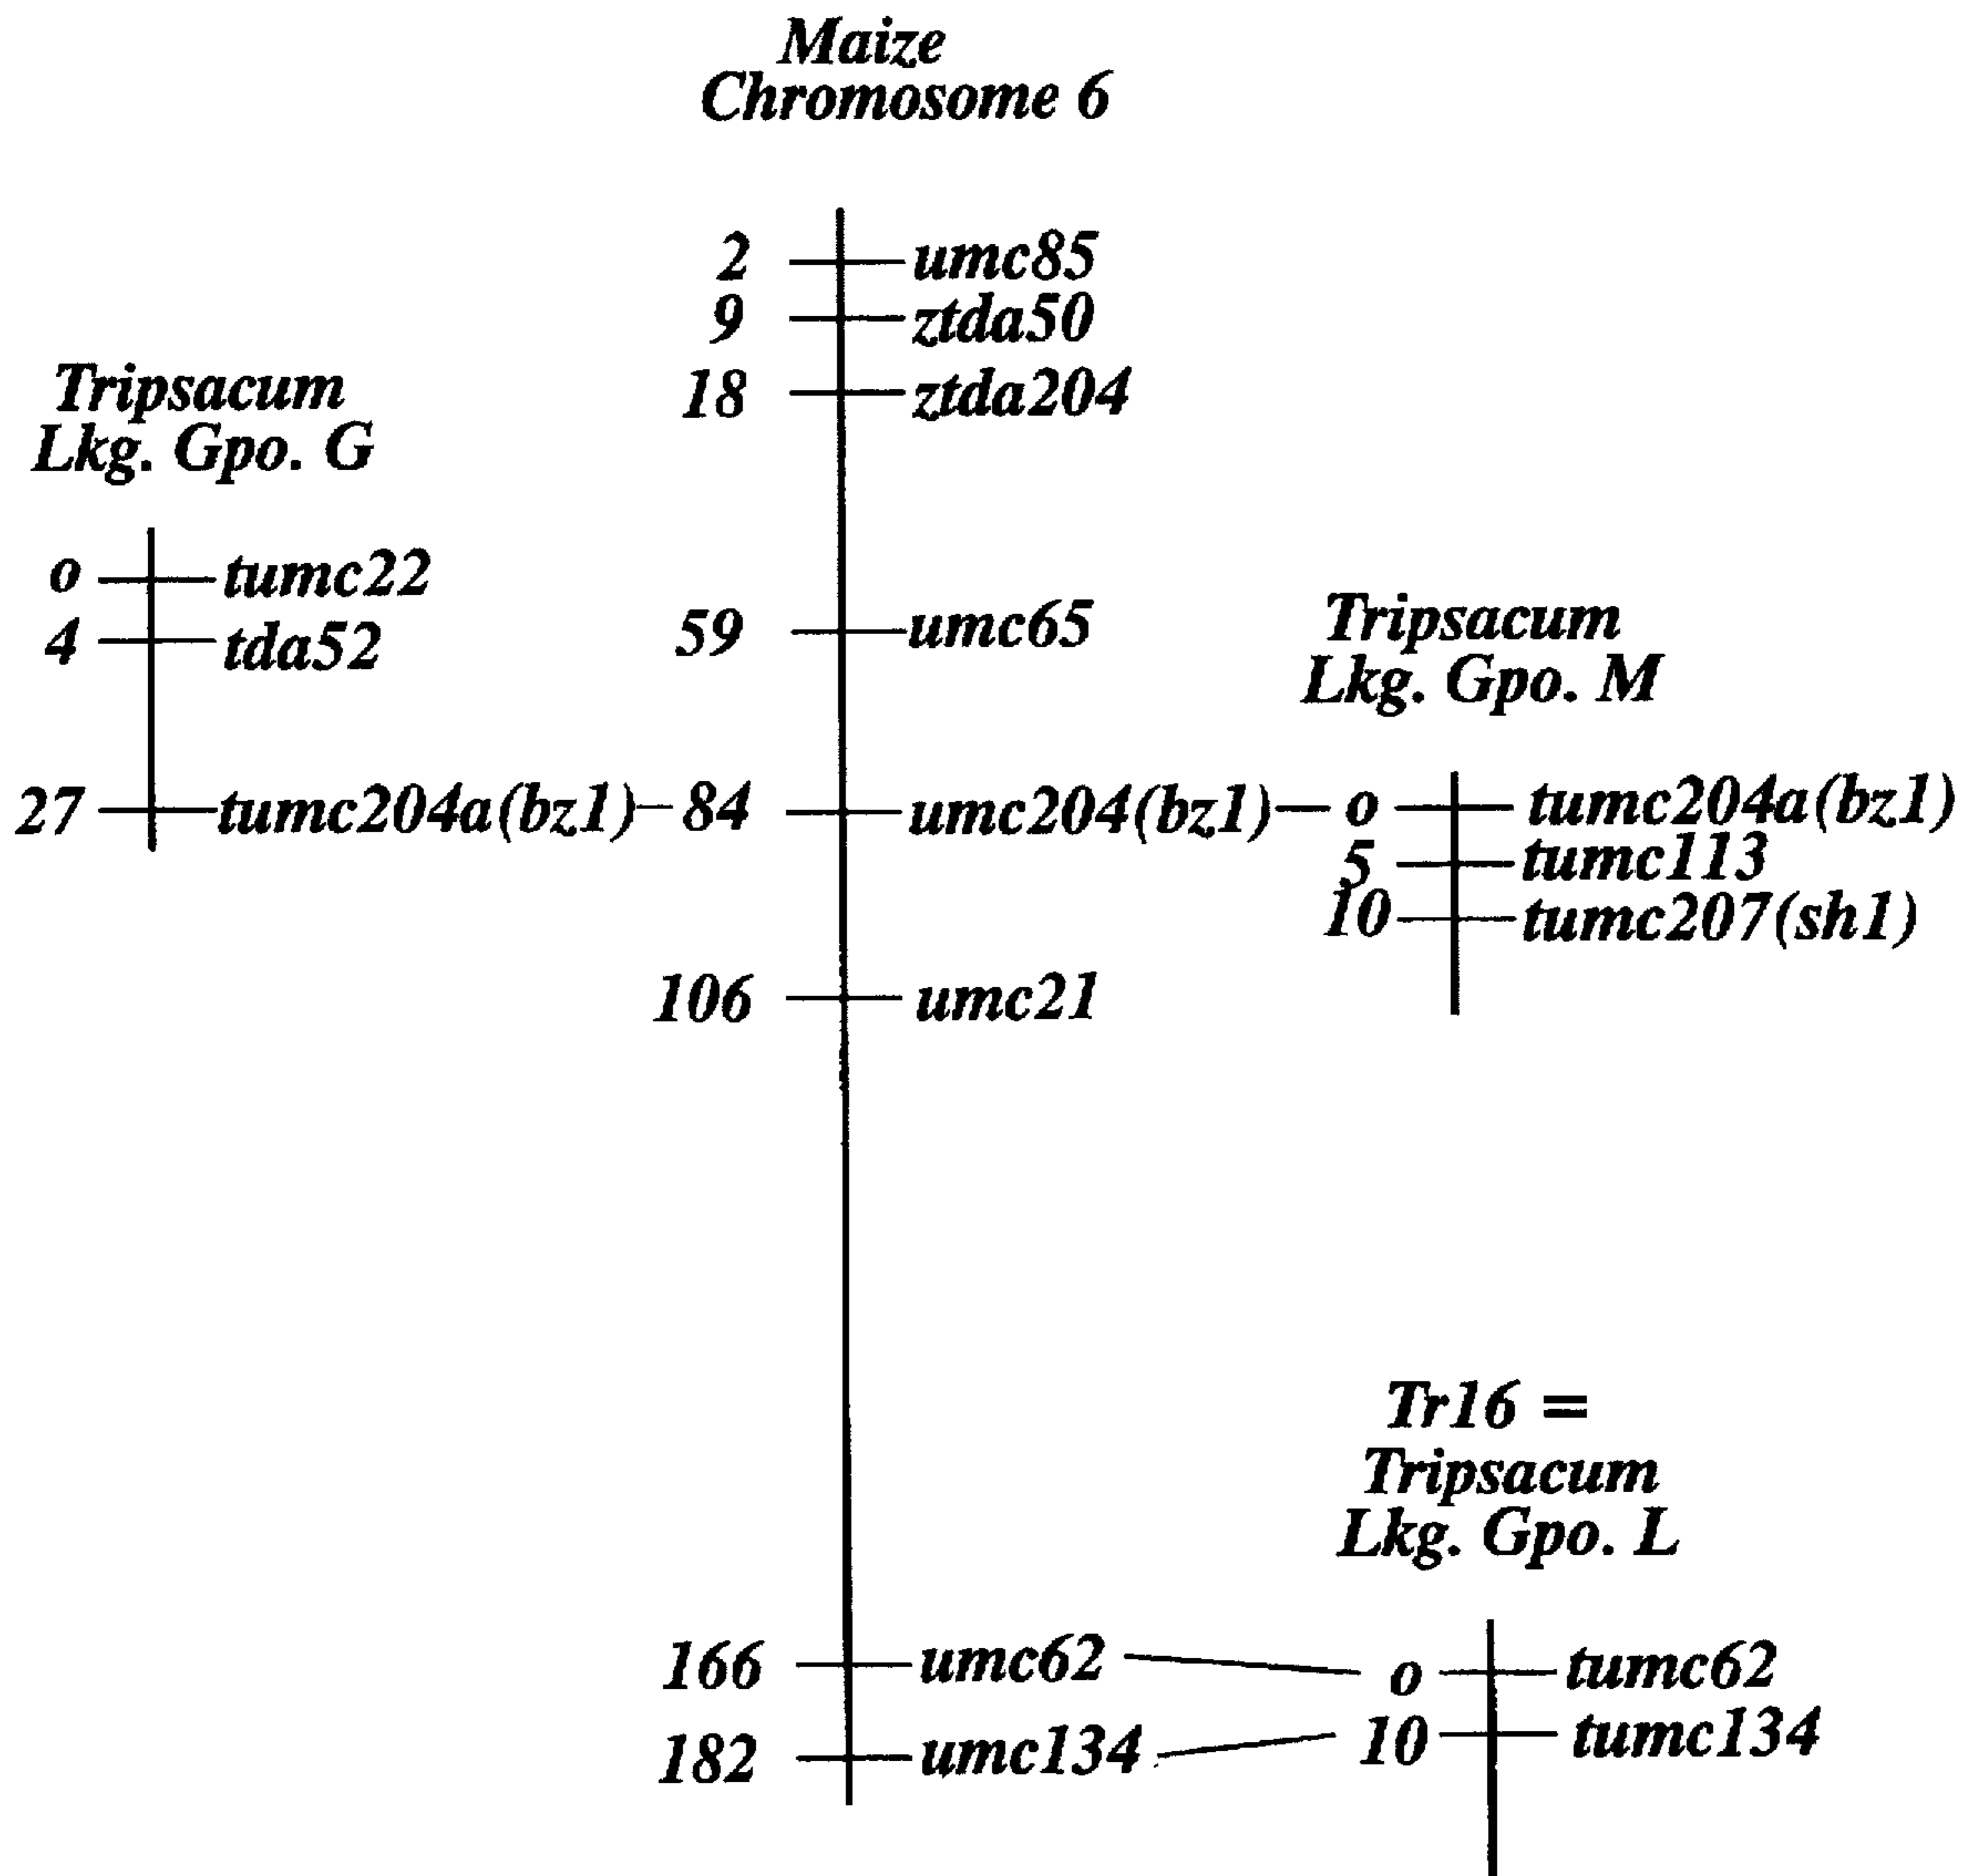 Maize
Chromosome 6
2 umc85
9 ztda50
18 ztda204
59 umc65
84 umc204(bz1)
106 umc21
166 umc62
182 umc134
Tripsacum
Lkg. Gpo. G
o tumc22
4 tda52
27 tumc204a(bz1)
Tripsacum
Lkg. Gpo. M
o tumc204a(bz1)
5 tumc113
10 tumc207(sh1)
Tr16 =
Tripsacum
Lkg. Gpo. L
o tumc62
10 tumc134